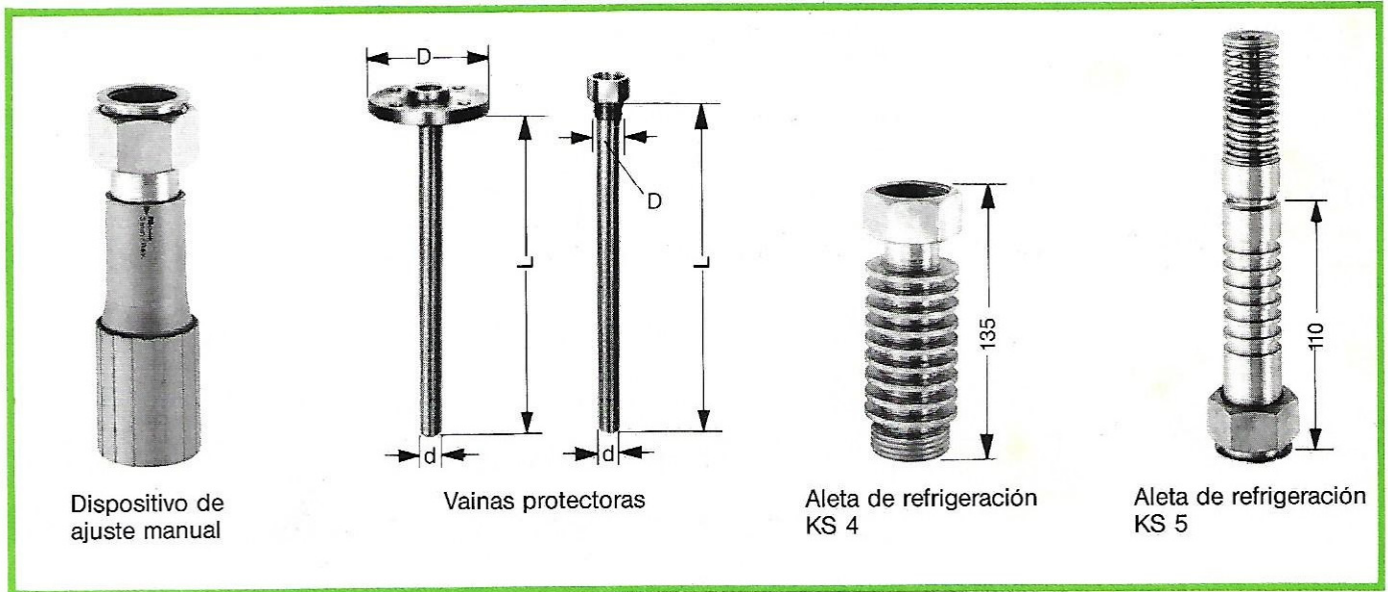 D
L
d
D
L
d
135
110
Dispositivo de
ajuste manual
Vainas protectoras
Aleta de refrigeración
KS 4
Aleta de refrigeración
KS 5